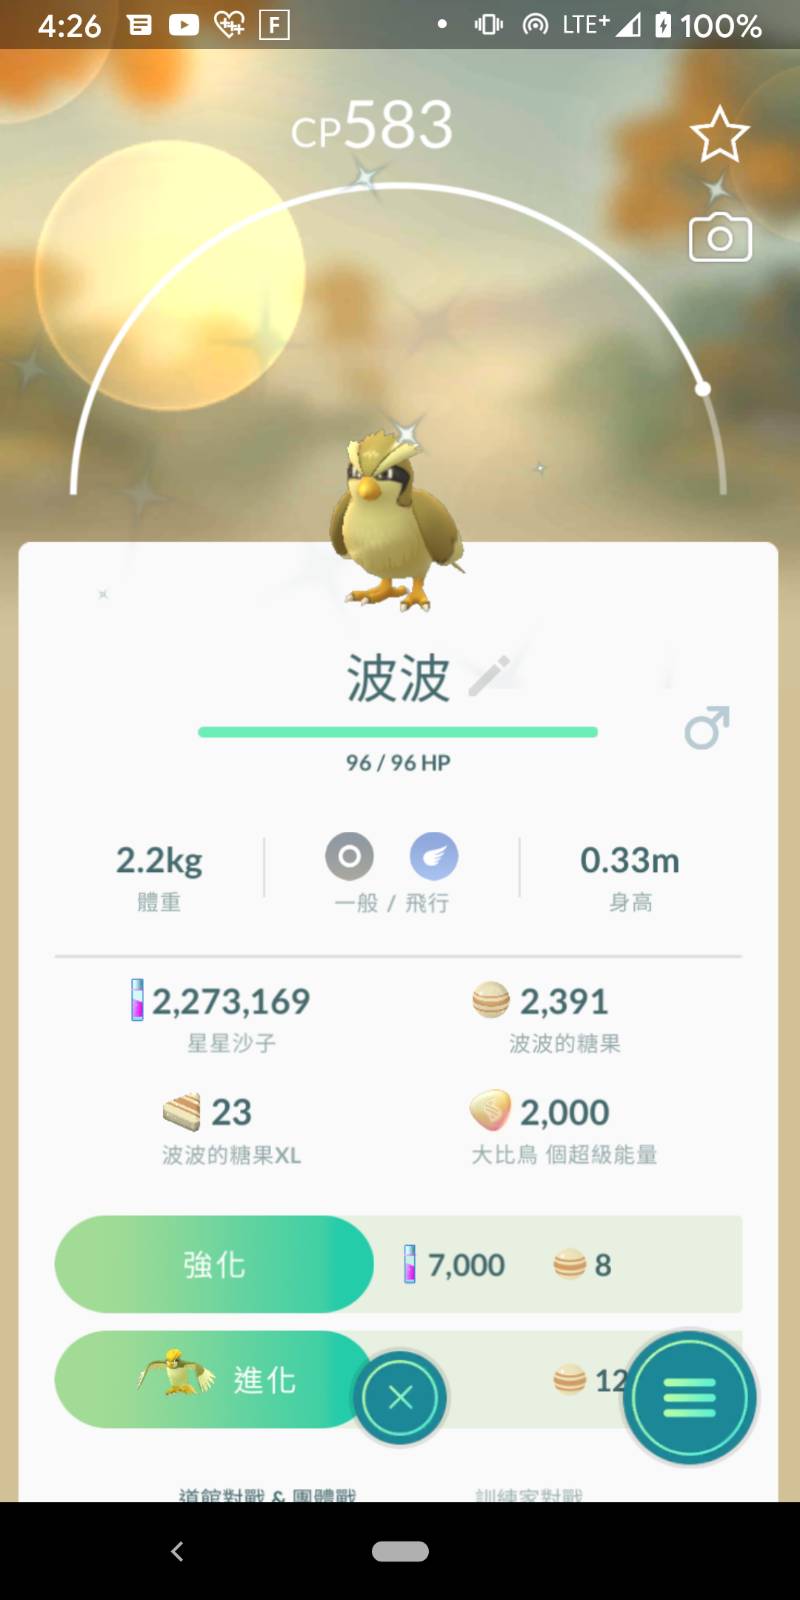 4:26 F LTE+ 100%
CP583
波波
96 / 96 HP
2.2kg
體重
一般 / 飛行
0.33m
身高
2,273,169
星星沙子
2,391
波波的糖果
23
波波的糖果XL
2,000
大比鳥 個超級能量
強化 7,000 8
進化 12
道館對戰 & 團體戰 訓練家對戰